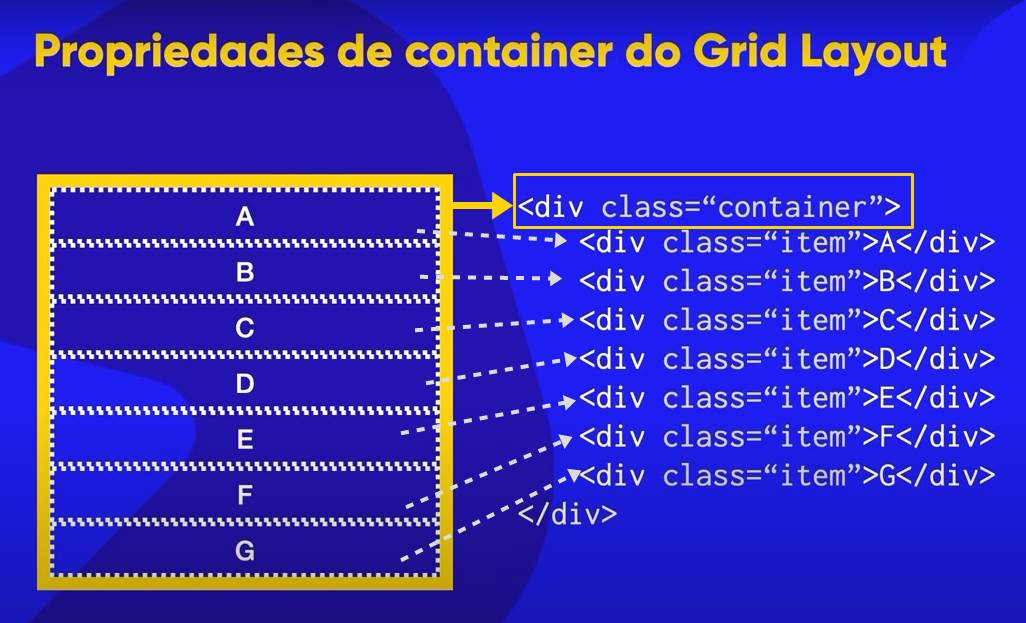 Propriedades de container do Grid Layout
A
B
C
D
E
F
G
<div class=“container”>
<div class=“item”>A</div>
<div class=“item”>B</div>
<div class=“item”>C</div>
<div class=“item”>D</div>
<div class=“item”>E</div>
<div class=“item”>F</div>
<div class=“item”>G</div>
</div>